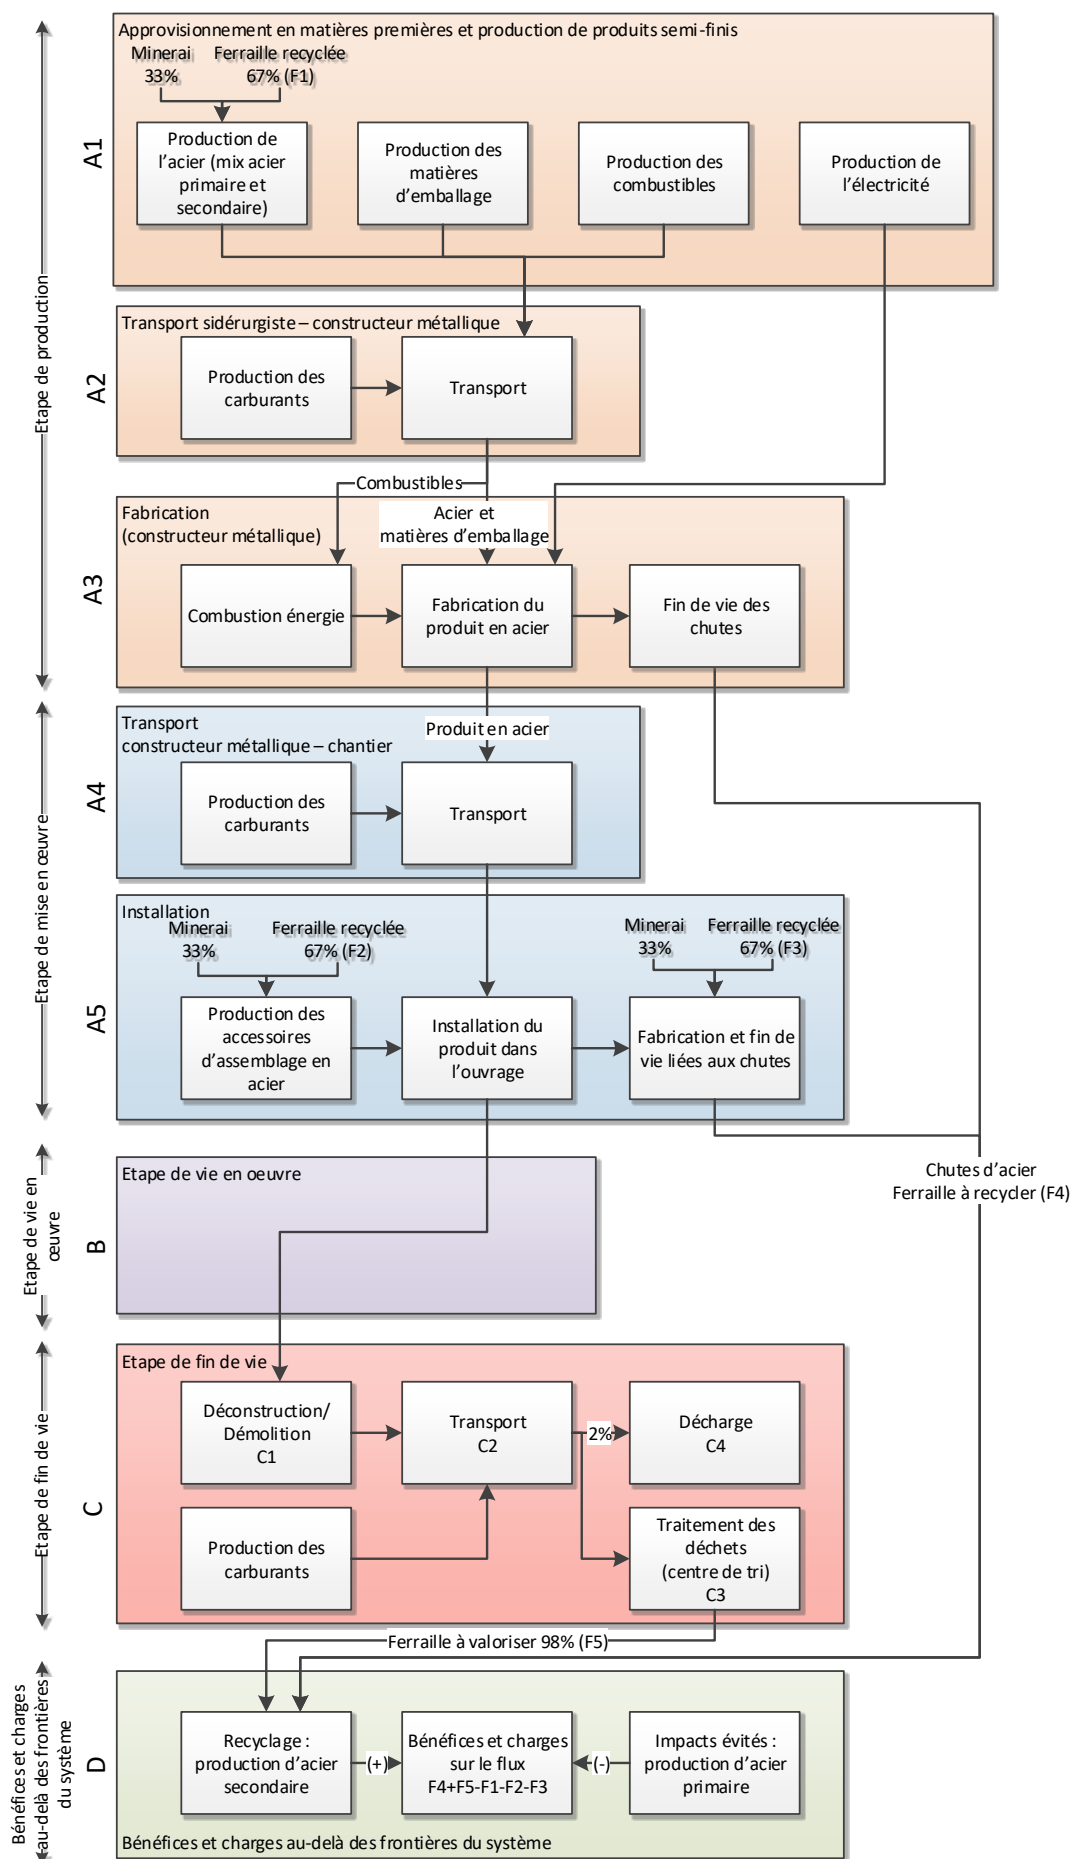 Approvisionnement en matières premières et production de produits semi-finis
Minerai
33%
Ferraille recyclée
67% (F1)
A1
Production de
l'acier (mix acier
primaire et
secondaire)
Production des
matières
d'emballage
Production des
combustibles
Production de
l'électricité
Etape de production
Transport sidérurgiste – constructeur métallique
A2
Production des
carburants
Transport
Combustibles
Acier et
matières d'emballage
Fabrication
(constructeur métallique)
A3
Combustion énergie
Fabrication du
produit en acier
Fin de vie des
chutes
Transport
constructeur métallique – chantier
Produit en acier
A4
Production des
carburants
Transport
Etape de mise en œuvre
Installation
Minerai
33%
Ferraille recyclée
67% (F2)
Minerai
33%
Ferraille recyclée
67% (F3)
A5
Production des
accessoires
d'assemblage en
acier
Installation du
produit dans
l'ouvrage
Fabrication et fin de
vie liées aux chutes
Chutes d'acier
Ferraille à recycler (F4)
Etape de vie en
œuvre
B
Etape de vie en oeuvre
Etape de fin de vie
C
Etape de fin de vie
Déconstruction/
Démolition
C1
Transport
C2
2%
Décharge
C4
Production des
carburants
Traitement des
déchets
(centre de tri)
C3
Ferraille à valoriser 98% (F5)
Bénéfices et charges
au-delà des frontières
du système
D
Recyclage :
production d'acier
secondaire
(+)
Bénéfices et charges
sur le flux
F4+F5-F1-F2-F3
(-)
Impacts évités :
production d'acier
primaire
Bénéfices et charges au-delà des frontières du système